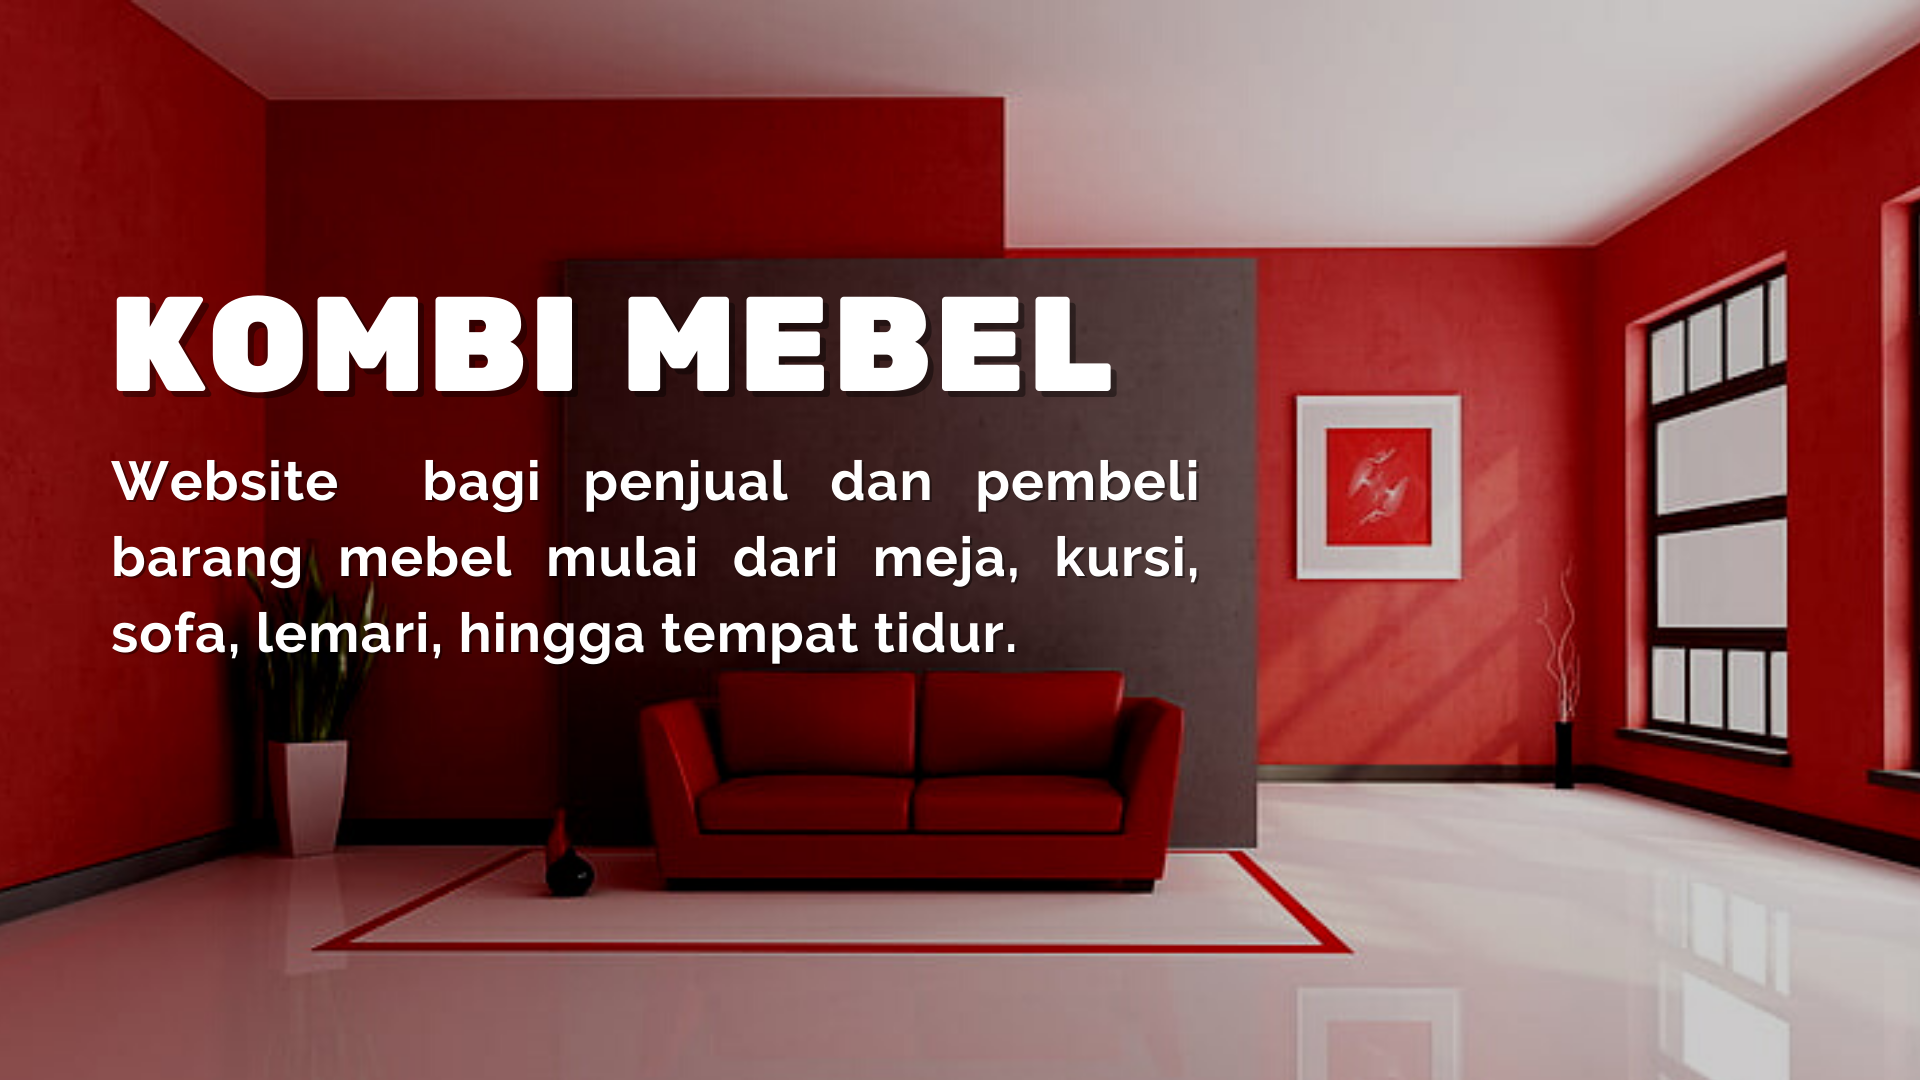 KOMBI MEBEL
Website bagi penjual dan pembeli
barang mebel mulai dari meja, kursi,
sofa, lemari, hingga tempat tidur.